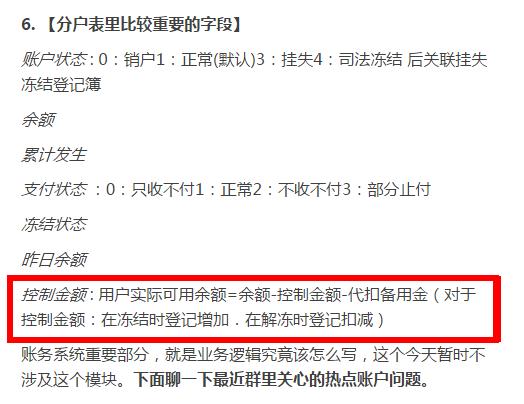 6. 【分户表里比较重要的字段】
账户状态 : 0：销户1：正常(默认)3：挂失4：司法冻结 后关联挂失
冻结登记簿
余额
累计发生
支付状态 ：0：只收不付1：正常2：不收不付3：部分止付
冻结状态
昨日余额
控制金额 : 用户实际可用余额=余额-控制金额-代扣备用金（对于
控制金额：在冻结时登记增加．在解冻时登记扣减）
账务系统重要部分，就是业务逻辑究竟该怎么写，这个今天暂时不
涉及这个模块。下面聊一下最近群里关心的热点账户问题。